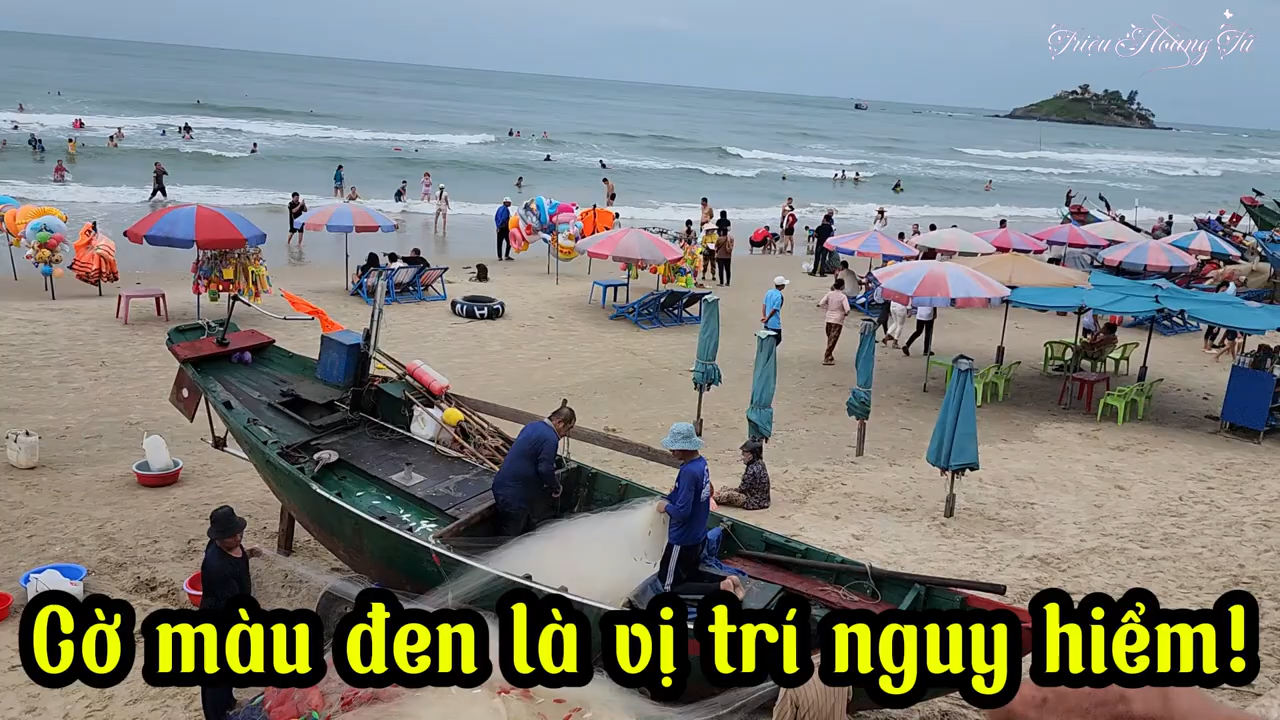 Triệu Hoàng Tú
Cờ màu đen là vị trí nguy hiểm!